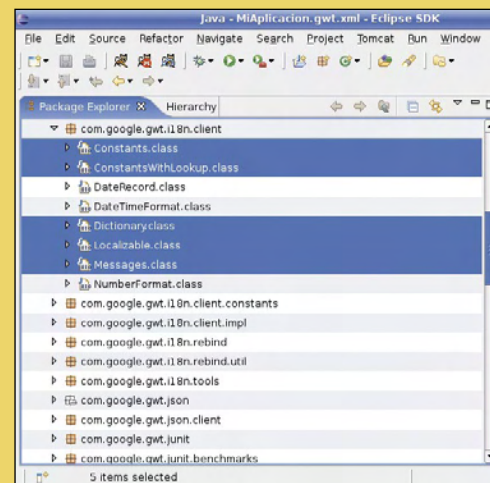 Java - MiAplicacion.gwt.xml - Eclipse SDK
File Edit Source Refactor Navigate Search Project Tomcat Run Window
Package Explorer Hierarchy
com.google.gwt.i18n.client
Constants.class
ConstantsWithLookup.class
DateRecord.class
DateTimeFormat.class
Dictionary.class
Localizable.class
Messages.class
NumberFormat.class
com.google.gwt.i18n.client.constants
com.google.gwt.i18n.client.impl
com.google.gwt.i18n.rebind
com.google.gwt.i18n.rebind.util
com.google.gwt.i18n.tools
com.google.gwt.json
com.google.gwt.json.client
com.google.gwt.junit
com.google.gwt.junit.benchmarks
5 items selected